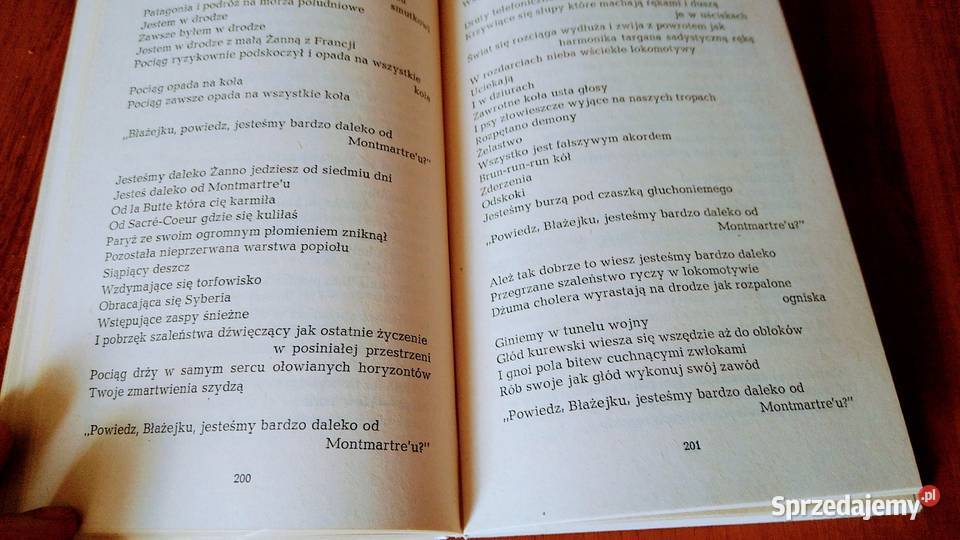 Patagonia i podróż na morza południowe
smutkowi
Jestem w drodze
Zawsze byłem w drodze
Jestem w drodze z małą Żanną z Francji
Pociąg ryzykownie podskoczył i opada na wszystkie
koła
Pociąg opada na koła
Pociąg zawsze opada na wszystkie koła
„Błażejku, powiedz, jesteśmy bardzo daleko od
Montmartre'u?"
Jesteśmy daleko Żanno jedziesz od siedmiu dni
Jesteś daleko od Montmartre'u
Od la Butte która cię karmiła
Od Sacré-Coeur gdzie się kuliłaś
Paryż ze swoim ogromnym płomieniem zniknął
Pozostała nieprzerwana warstwa popiołu
Siąpiący deszcz
Wzdymające się torfowisko
Obracająca się Syberia
Wstępujące zaspy śnieżne
I pobrzęk szaleństwa dźwięczący jak ostatnie życzenie
w posiniałej przestrzeni
Pociąg drży w samym sercu ołowianych horyzontów
Twoje zmartwienia szydzą
„Powiedz, Błażejku, jesteśmy bardzo daleko od
Montmartre'u?"
200
Druty telefoniczne
Krzywiące się słupy które machają rękami i duszą
je w uściskach
Świat się rozciąga wydłuża i zwija z powrotem jak
harmonika targana sadystyczną ręką
W rozdarciach nieba wściekłe lokomotywy
Uciekają
I w dziurach
Zawrotne koła usta głosy
I psy złowieszcze wyjące na naszych tropach
Rozpętano demony
Żelastwo
Wszystko jest fałszywym akordem
Brun-run-run kół
Zderzenia
Odskoki
Jesteśmy burzą pod czaszką głuchoniemego
„Powiedz, Błażejku, jesteśmy bardzo daleko od
Montmartre'u?"
Ależ tak dobrze to wiesz jesteśmy bardzo daleko
Przegrzane szaleństwo ryczy w lokomotywie
Dżuma cholera wyrastają na drodze jak rozpalone
ogniska
Giniemy w tunelu wojny
Głód kurewski wiesza się wszędzie aż do obłoków
I gnoi pola bitew cuchnącymi zwłokami
Rób swoje jak głód wykonuj swój zawód
„Powiedz, Błażejku, jesteśmy bardzo daleko od
Montmartre'u?"
201
Sprzedajemy.pl